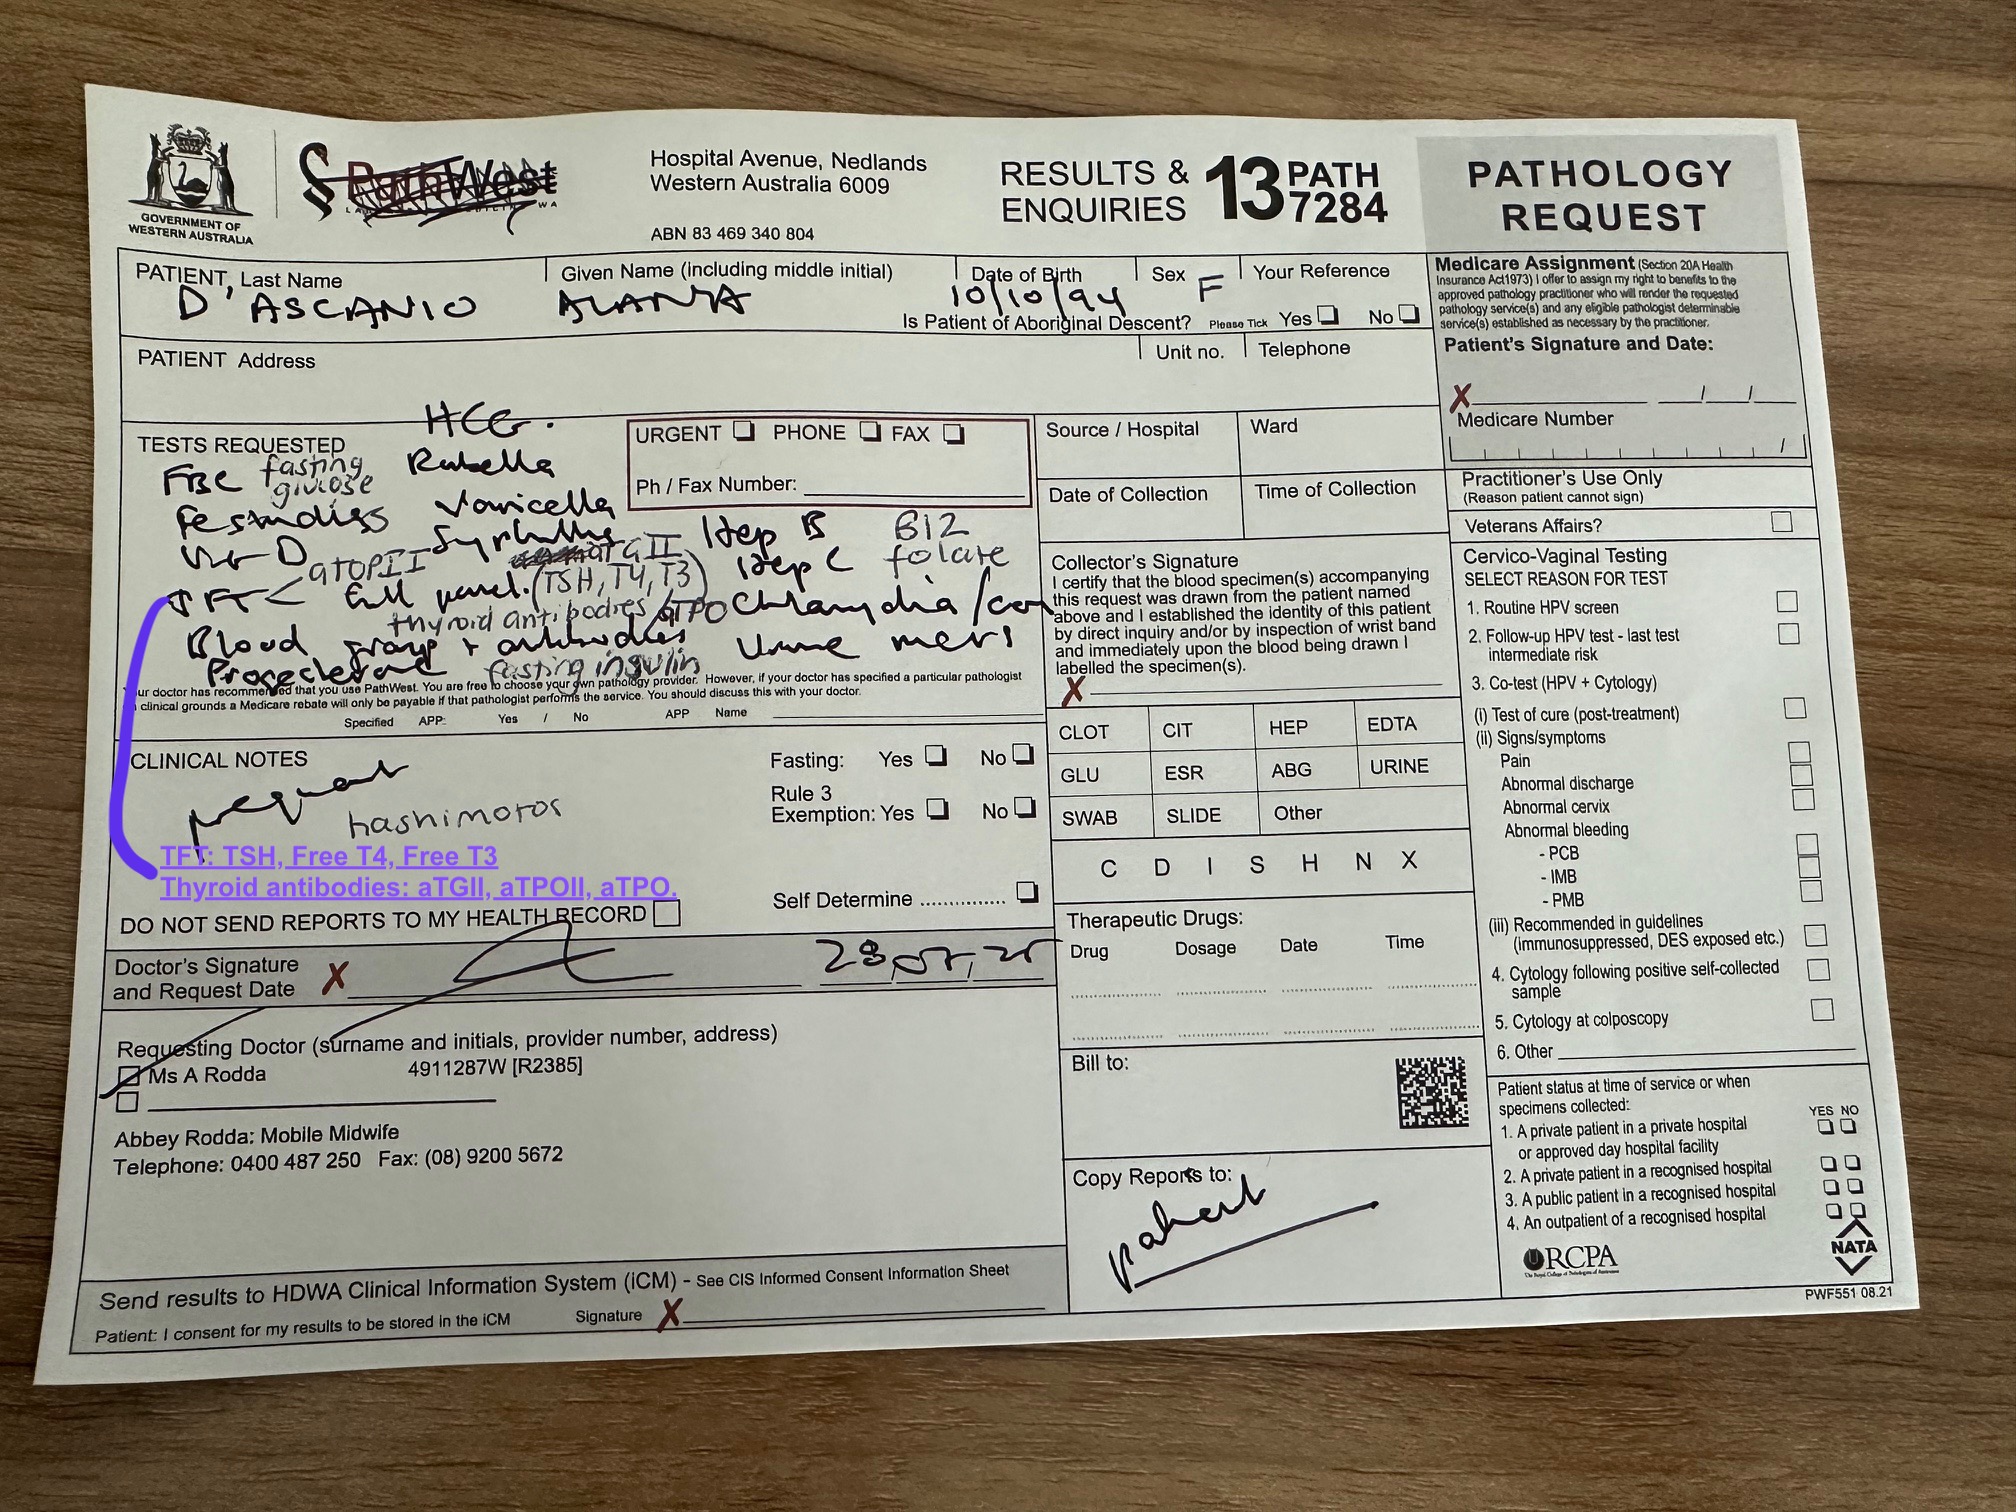 GOVERNMENT OF
WESTERN AUSTRALIA
PathWest
Hospital Avenue, Nedlands
Western Australia 6009
ABN 83 469 340 804
RESULTS &
ENQUIRIES
13 PATH
7284
PATHOLOGY
REQUEST
PATIENT, Last Name
D'ASCANIO
Given Name (Including middle initial)
ALANA
Date of Birth
10/10/94
Sex F
Your Reference
Is Patient of Aboriginal Descent? Please Tick Yes No
PATIENT Address
Unit no.
Telephone
Medicare Assignment (Section 20A Health
Insurance Act1973) I offer to assign my right to benefits to the
approved pathology practitioner who will render the requested
pathology service(s) and any eligible pathologist determinable
service(s) established as necessary by the practitioner.
Patient's Signature and Date:
X / /
Medicare Number
/
Practitioner's Use Only
(Reason patient cannot sign)
Veterans Affairs?
TESTS REQUESTED
HCG.
FBC fasting glucose Rubella
Varicella
Vit D Syphilis Hep B B12
aTOPII aTGII Hep C folate
TFT < full panel. (TSH, T4, T3)
thyroid antibodies / aTPO Chlamydia /
Blood group + antibodies Urine mcrs
Progesterone fasting insulin
URGENT PHONE FAX
Ph / Fax Number:
ur doctor has recommended that you use PathWest. You are free to choose your own pathology provider. However, if your doctor has specified a particular pathologist
clinical grounds a Medicare rebate will only be payable if that pathologist performs the service. You should discuss this with your doctor.
Specified APP: Yes / No APP Name
CLINICAL NOTES
pregnant
hashimotos
TFT: TSH, Free T4, Free T3
Thyroid antibodies: aTGII, aTPOII, aTPO.
Fasting: Yes No
Rule 3
Exemption: Yes No
Self Determine ...............
DO NOT SEND REPORTS TO MY HEALTH RECORD
Doctor's Signature
and Request Date
X
28,07,25
Requesting Doctor (surname and initials, provider number, address)
Ms A Rodda 4911287W [R2385]
Abbey Rodda: Mobile Midwife
Telephone: 0400 487 250 Fax: (08) 9200 5672
Send results to HDWA Clinical Information System (iCM) - See CIS Informed Consent Information Sheet
Patient: I consent for my results to be stored in the iCM Signature X
Source / Hospital
Ward
Date of Collection
Time of Collection
Collector's Signature
I certify that the blood specimen(s) accompanying
this request was drawn from the patient named
above and I established the identity of this patient
by direct inquiry and/or by inspection of wrist band
and immediately upon the blood being drawn I
labelled the specimen(s).
X
CLOT CIT HEP EDTA
GLU ESR ABG URINE
SWAB SLIDE Other
C D I S H N X
Therapeutic Drugs:
Drug Dosage Date Time
Bill to:
Copy Reports to:
patient
Cervico-Vaginal Testing
SELECT REASON FOR TEST
1. Routine HPV screen
2. Follow-up HPV test - last test
intermediate risk
3. Co-test (HPV + Cytology)
(i) Test of cure (post-treatment)
(ii) Signs/symptoms
Pain
Abnormal discharge
Abnormal cervix
Abnormal bleeding
- PCB
- IMB
- PMB
(iii) Recommended in guidelines
(immunosuppressed, DES exposed etc.)
4. Cytology following positive self-collected
sample
5. Cytology at colposcopy
6. Other
Patient status at time of service or when
specimens collected:
YES NO
1. A private patient in a private hospital
or approved day hospital facility
2. A private patient in a recognised hospital
3. A public patient in a recognised hospital
4. An outpatient of a recognised hospital
RCPA
NATA
PWF551 08.21